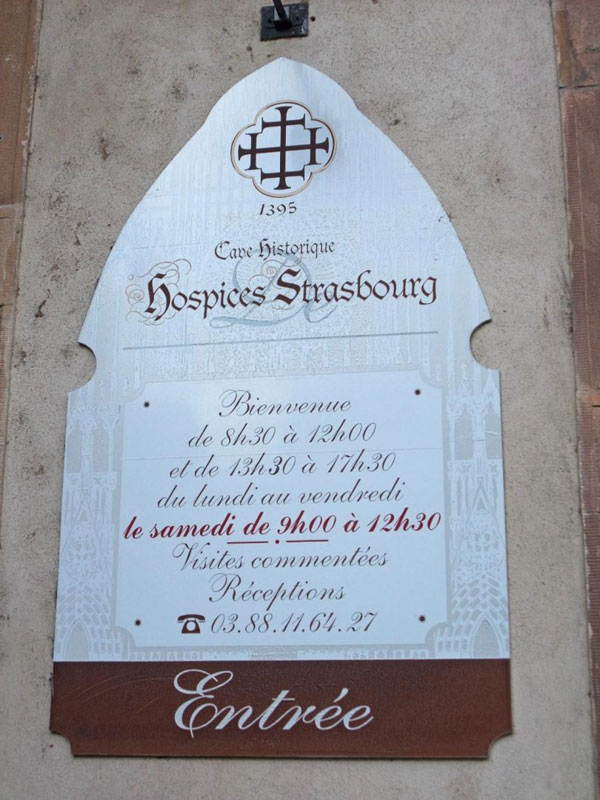 1395
Cave Historique
Hospices Strasbourg
Bienvenue
de 8h30 à 12h00
et de 13h30 à 17h30
du lundi au vendredi
le samedi de 9h00 à 12h30
Visites commentées
Réceptions
☎ 03.88.11.64.27
Entrée